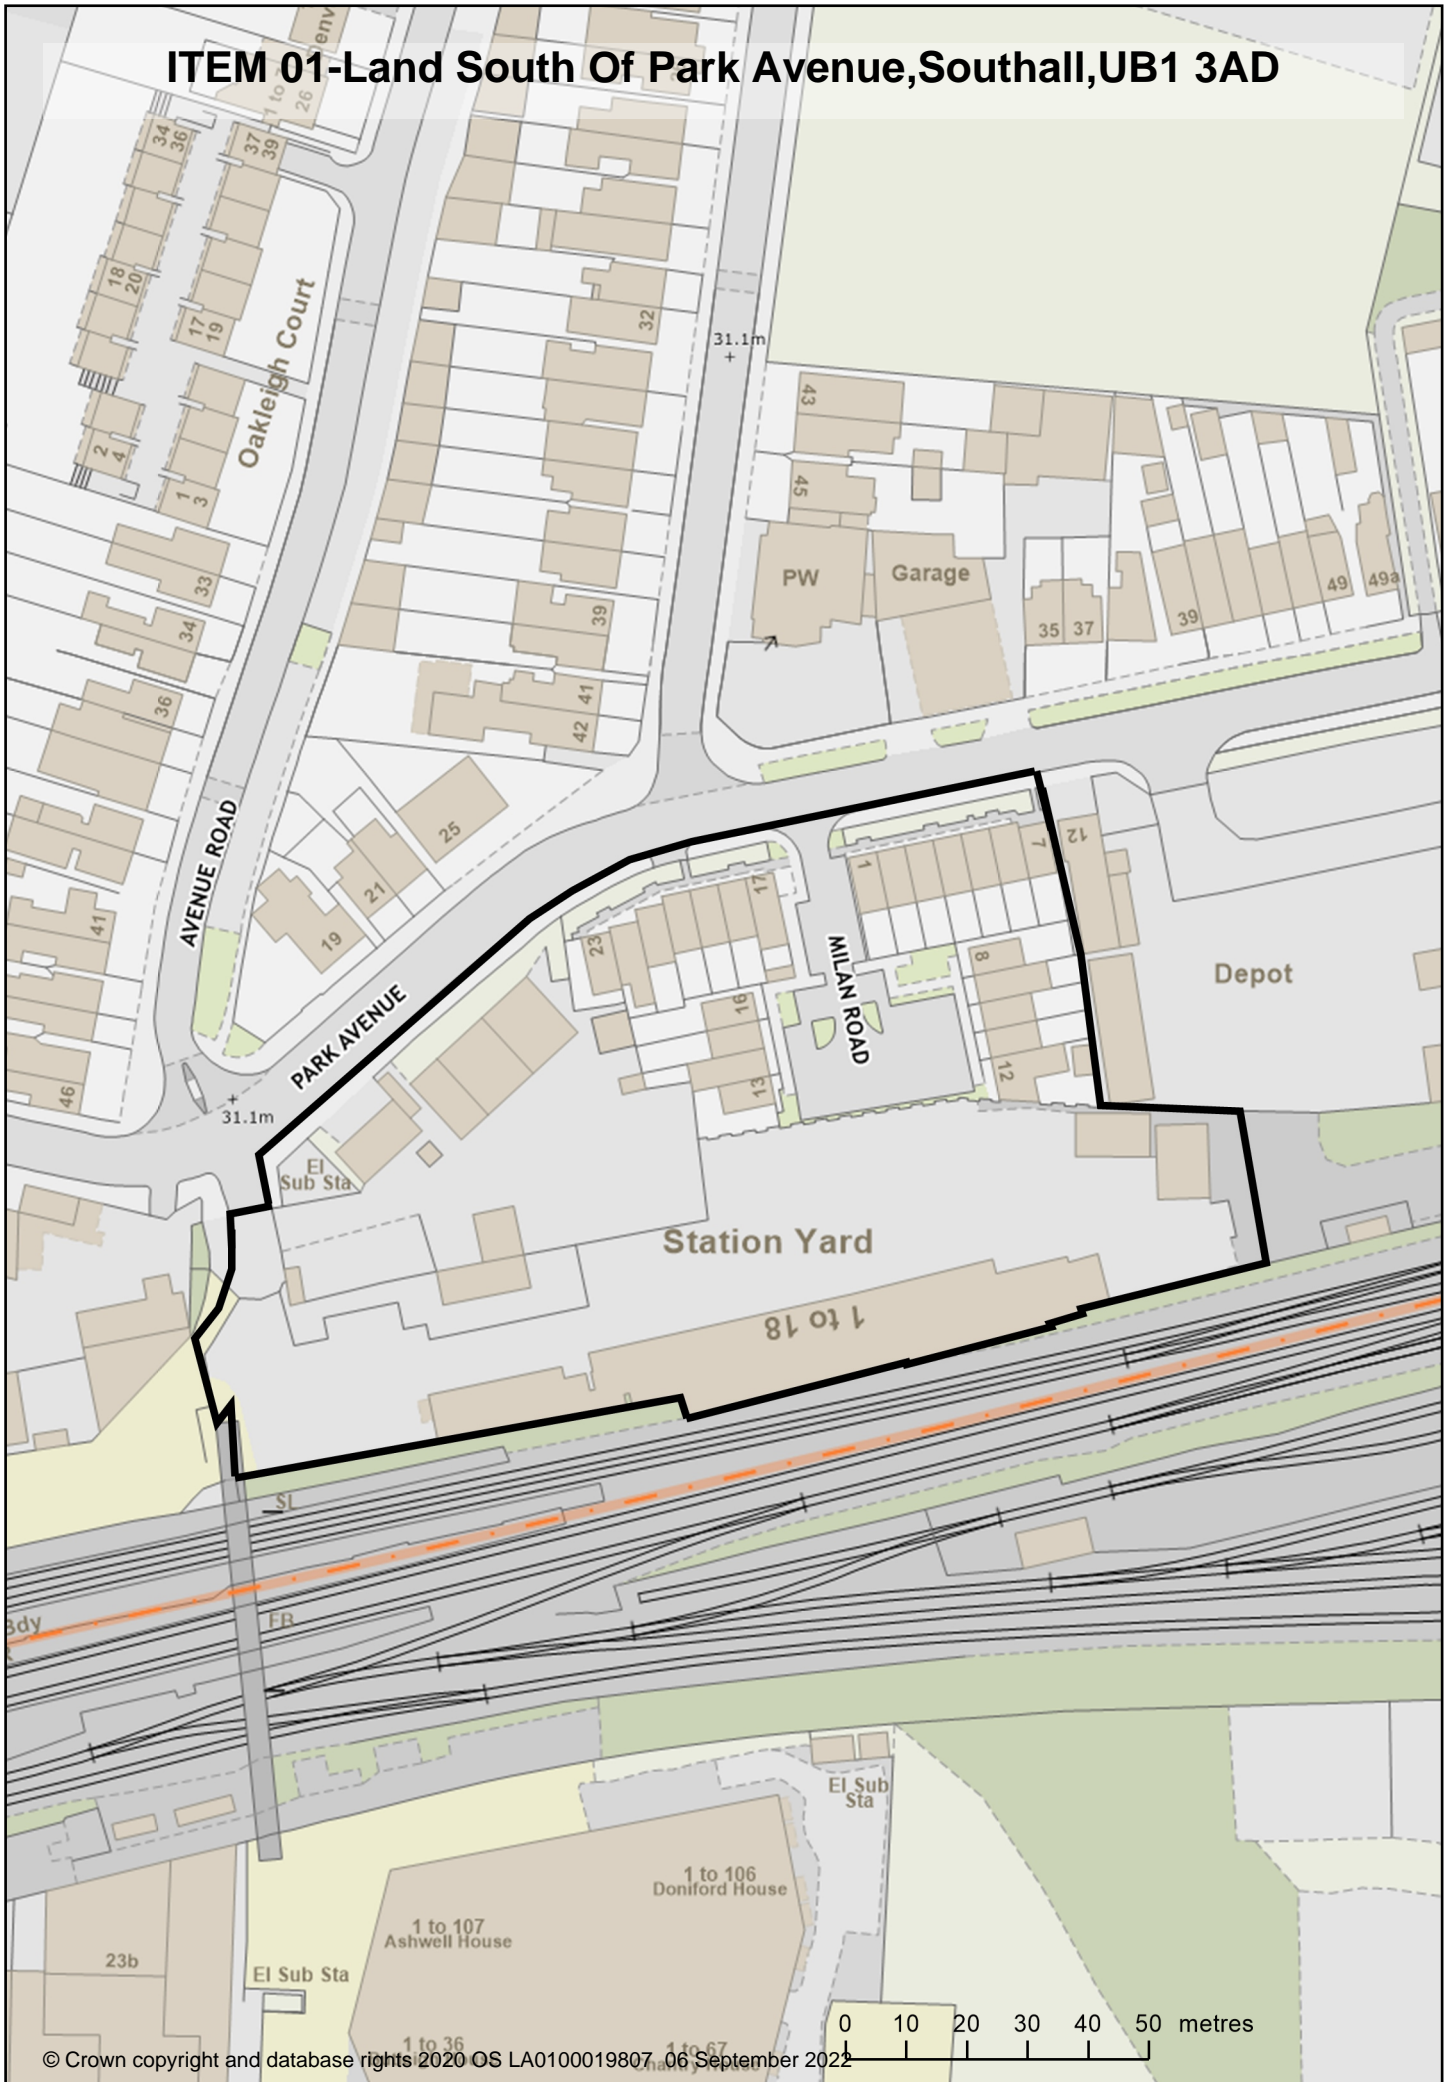 ITEM 01-Land South Of Park Avenue,Southall,UB1 3AD
26
34
36
37
39
18
20
17
19
Oakleigh Court
2
4
1
3
32
31.1m
43
45
PW
Garage
35
37
39
49
49a
33
34
36
39
41
42
25
21
19
AVENUE ROAD
41
46
PARK AVENUE
31.1m
El
Sub Sta
23
17
16
13
1
7
12
8
12
MILAN ROAD
Depot
Station Yard
1 to 18
SL
FB
Bdy
El Sub
Sta
1 to 106
Doniford House
1 to 107
Ashwell House
23b
El Sub Sta
1 to 36
1 to 67
0 10 20 30 40 50 metres
© Crown copyright and database rights 2020 OS LA0100019807 06 September 2022